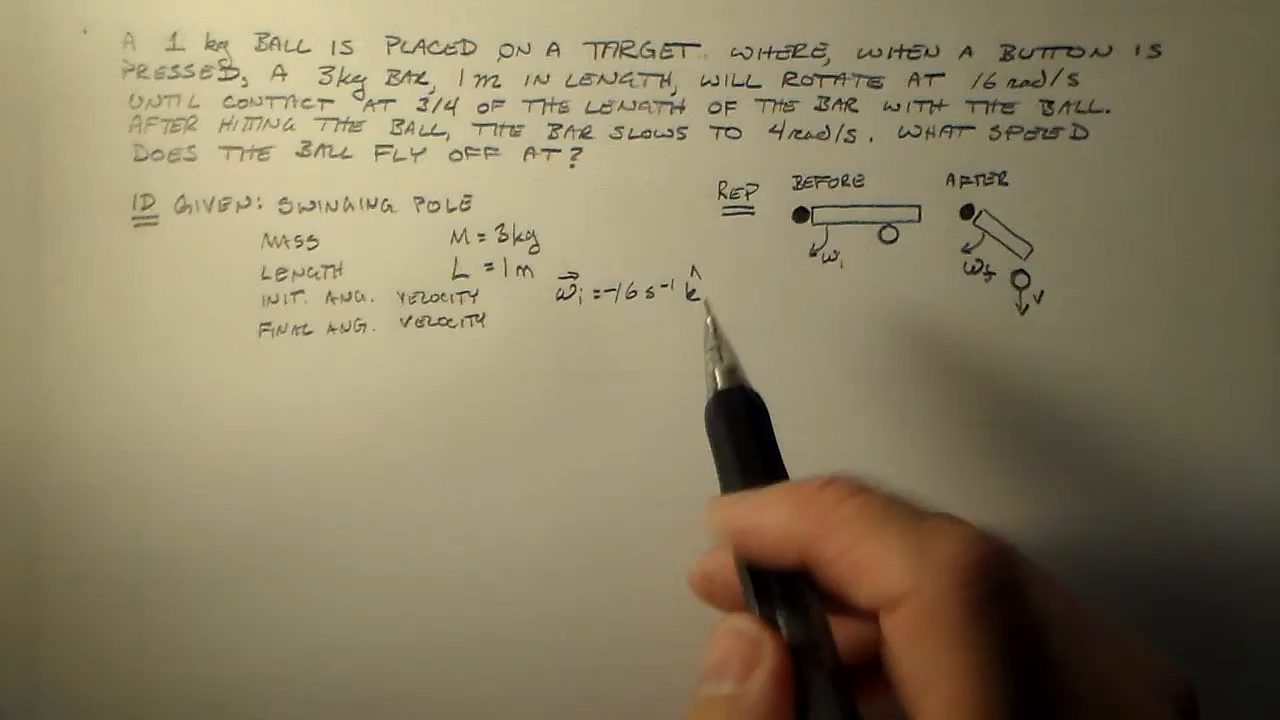 A 1 kg BALL IS PLACED ON A TARGET WHERE, WHEN A BUTTON IS
PRESSED, A 3kg BAR, 1m IN LENGTH, WILL ROTATE AT 16 rad/s
UNTIL CONTACT AT 3/4 OF THE LENGTH OF THE BAR WITH THE BALL.
AFTER HITTING THE BALL, THE BAR SLOWS TO 4 rad/s. WHAT SPEED
DOES THE BALL FLY OFF AT?
REP BEFORE AFTER
ID GIVEN: SWINGING POLE
MASS M = 3kg
LENGTH L = 1m
INIT. ANG. VELOCITY ω⃗ᵢ = -16 s⁻¹ k̂
FINAL ANG. VELOCITY
ωᵢ
ω_f
v